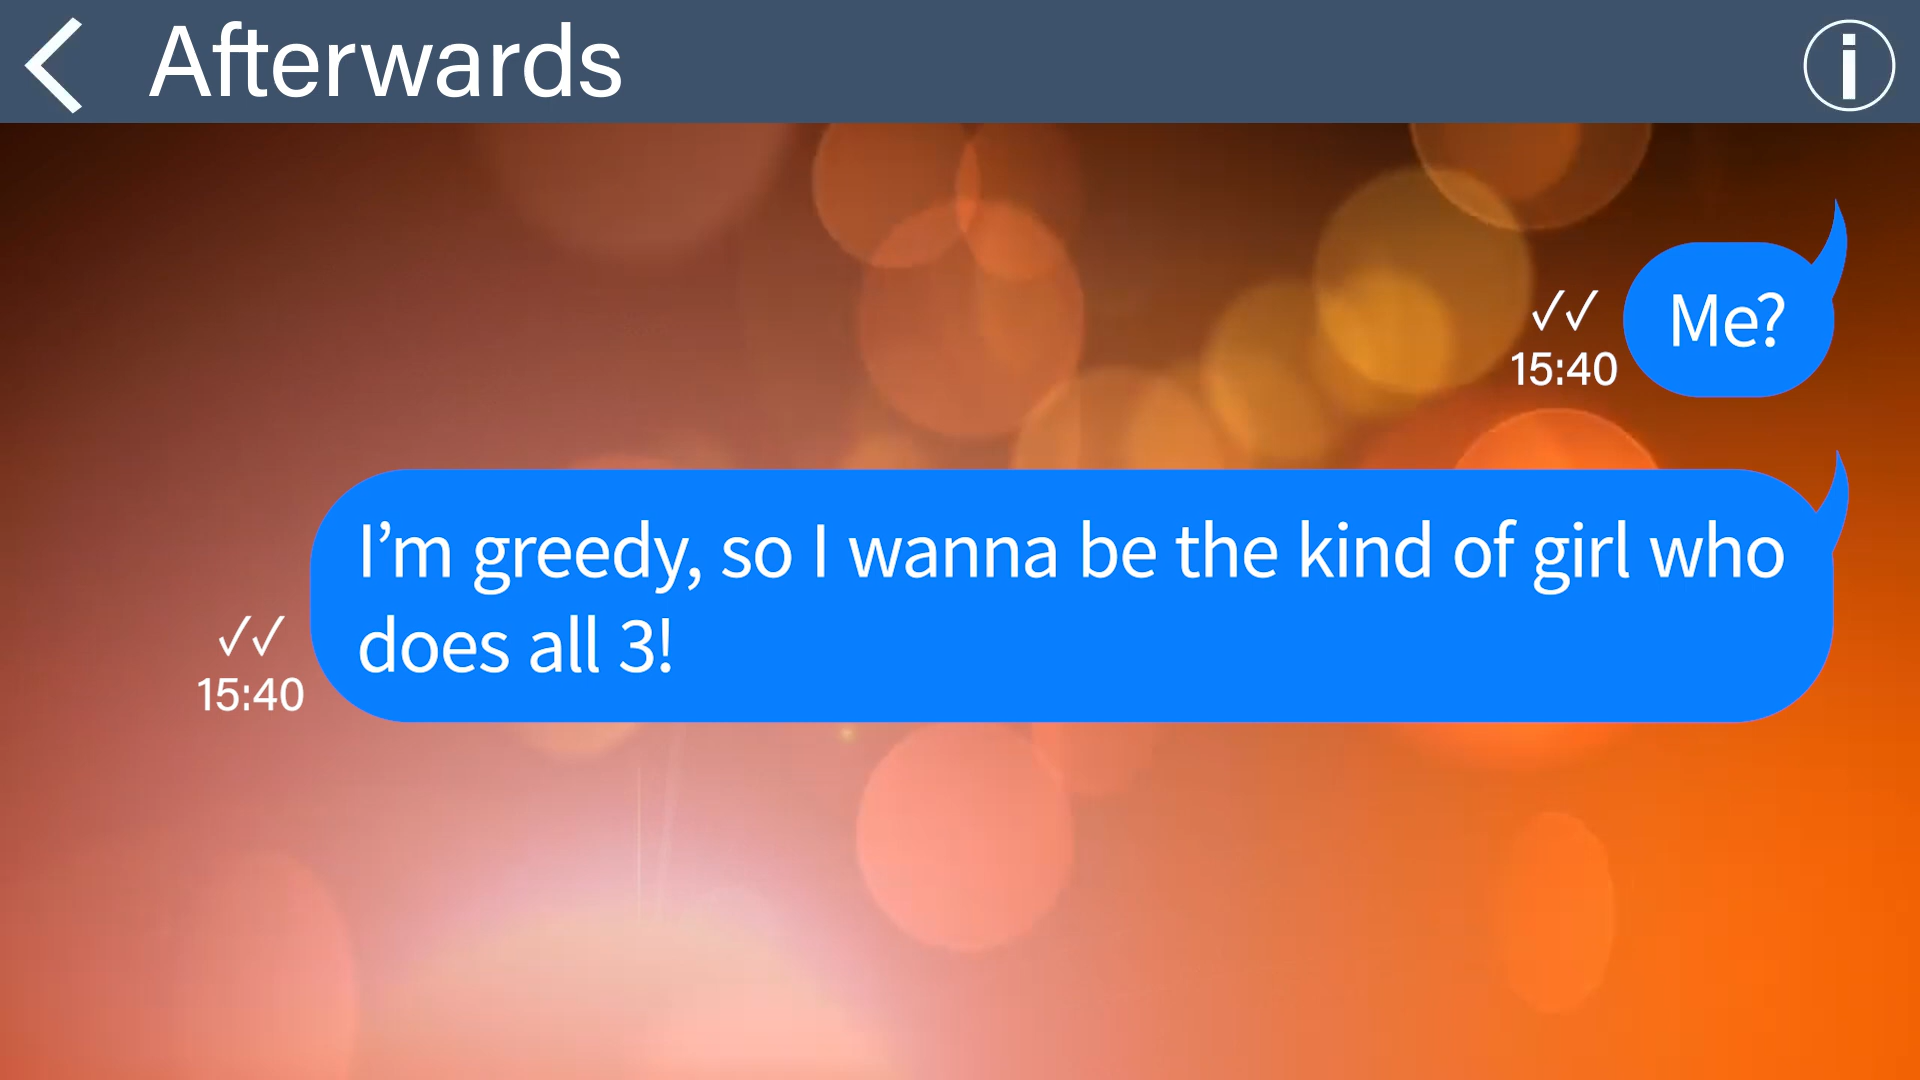 Afterwards
Me?
✓✓
15:40
I’m greedy, so I wanna be the kind of girl who
does all 3!
✓✓
15:40